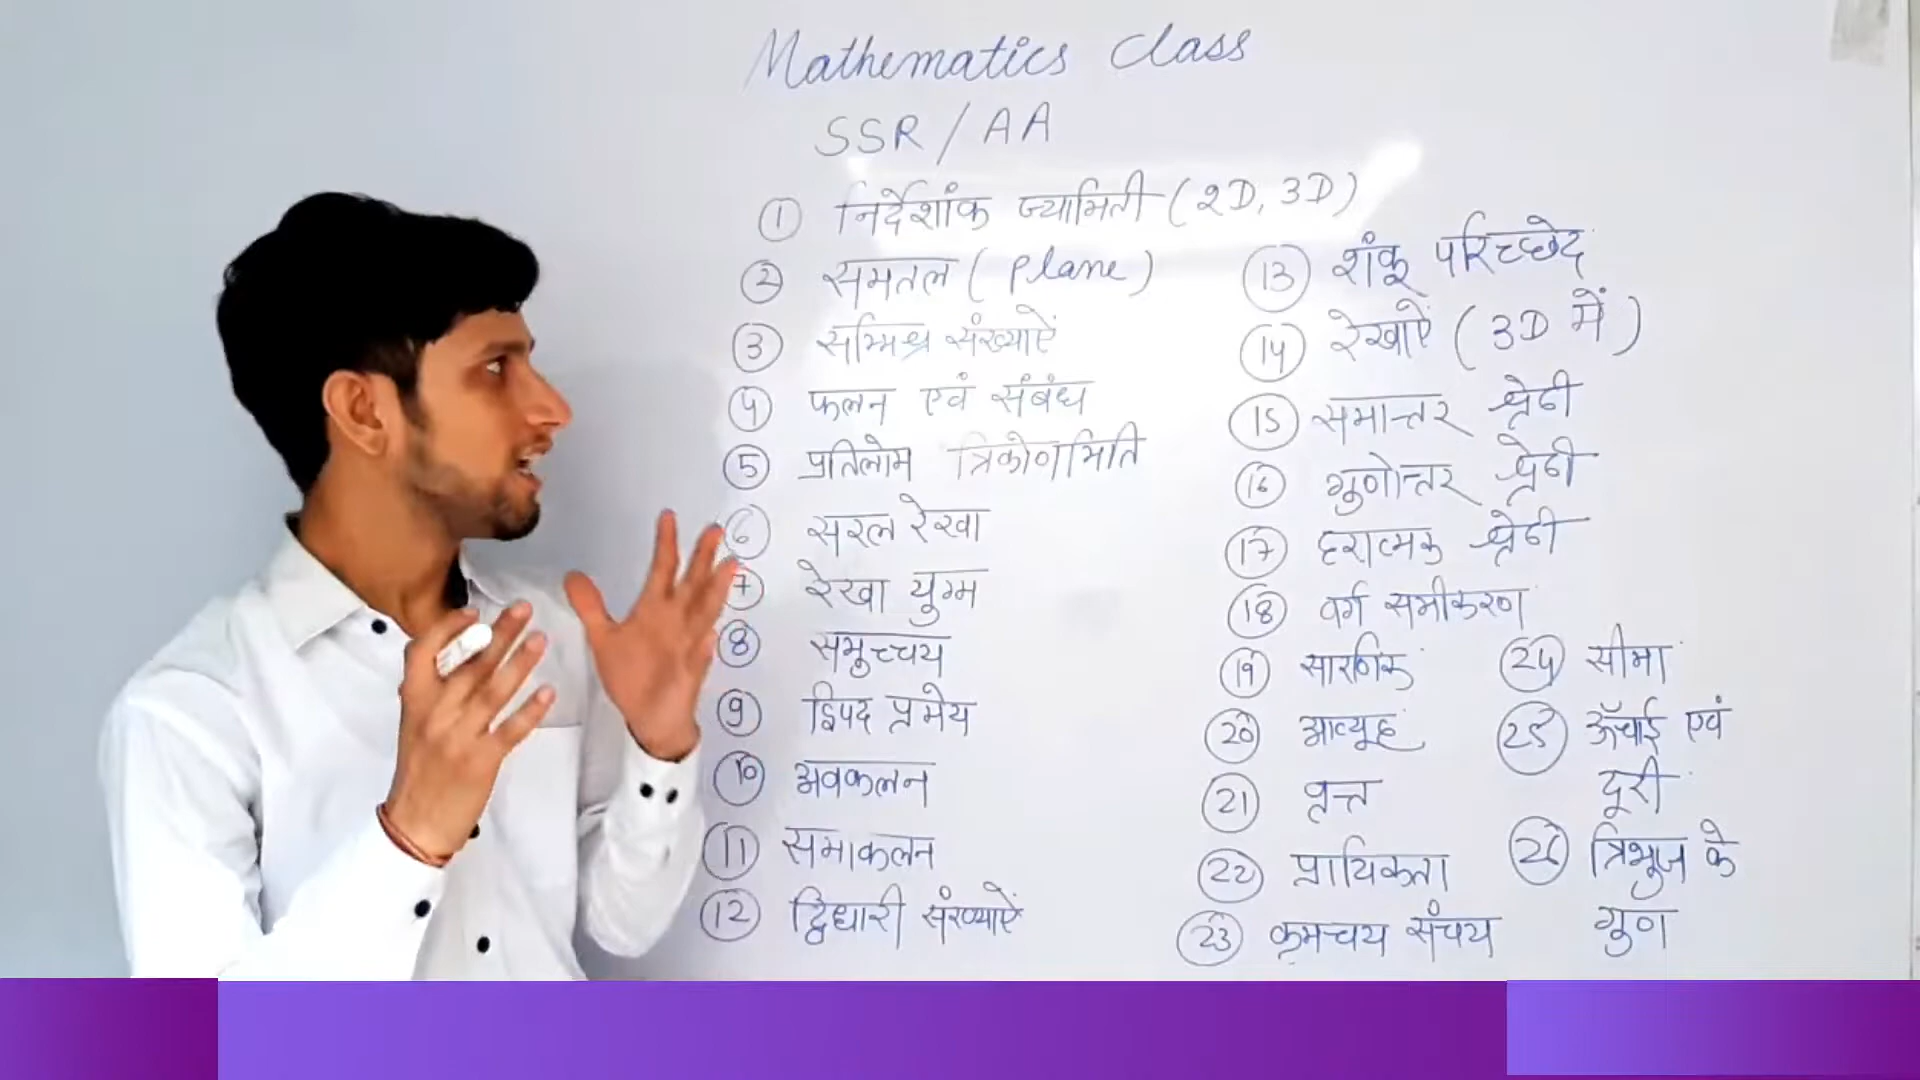 Mathematics Class
SSR / AA
① निर्देशांक ज्यामिती (2D, 3D)
② समतल (Plane)
③ सम्मिश्र संख्याऐं
④ फलन एवं संबंध
⑤ प्रतिलोम त्रिकोणमिति
⑥ सरल रेखा
⑦ रेखा युग्म
⑧ समुच्चय
⑨ द्विपद प्रमेय
⑩ अवकलन
⑪ समाकलन
⑫ द्विधारी संख्याऐं
⑬ शंकु परिच्छेद
⑭ रेखाऐं (3D में)
⑮ समान्तर श्रेढी
⑯ गुणोत्तर श्रेढी
⑰ हरात्मक श्रेढी
⑱ वर्ग समीकरण
⑲ सारणिक
⑳ आव्यूह
㉑ वृत्त
㉒ प्रायिकता
㉓ क्रमचय संचय
㉔ सीमा
㉕ ऊँचाई एवं
दूरी
㉖ त्रिभुज के
गुण